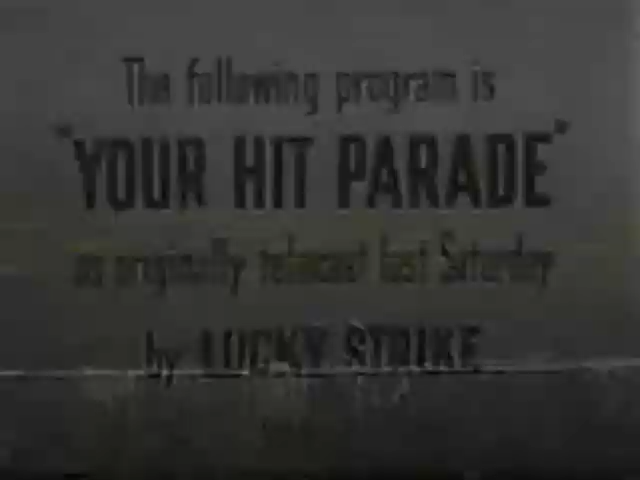 The following program is
"YOUR HIT PARADE"
as originally telecast last Saturday
by LUCKY STRIKE